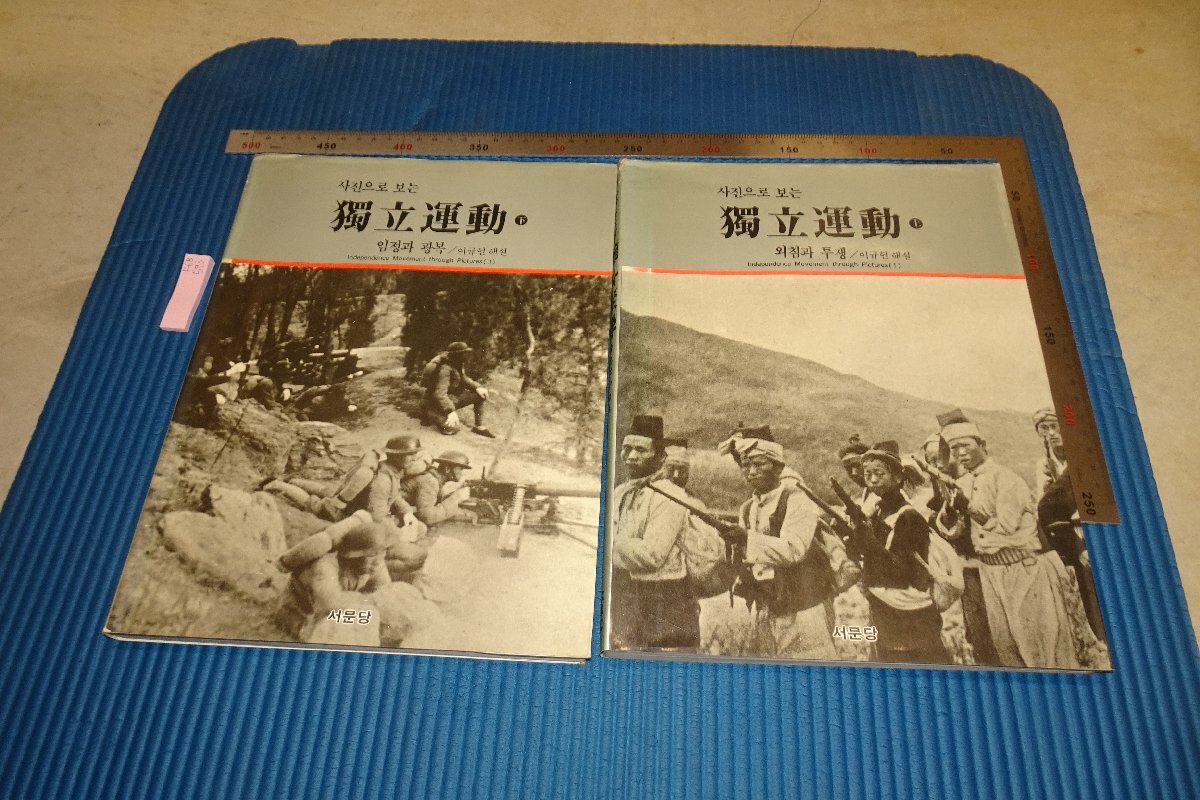 500 450 400 350 300 250 200 150 100 50
사진으로 보는
獨立運動 下
임정과 광복 / 이규헌 해설
Independence Movement through Pictures(1)
서문당
사진으로 보는
獨立運動 上
외침과 투쟁 / 이규헌 해설
Independence Movement through Pictures(1)
서문당
50
100
150
200
250